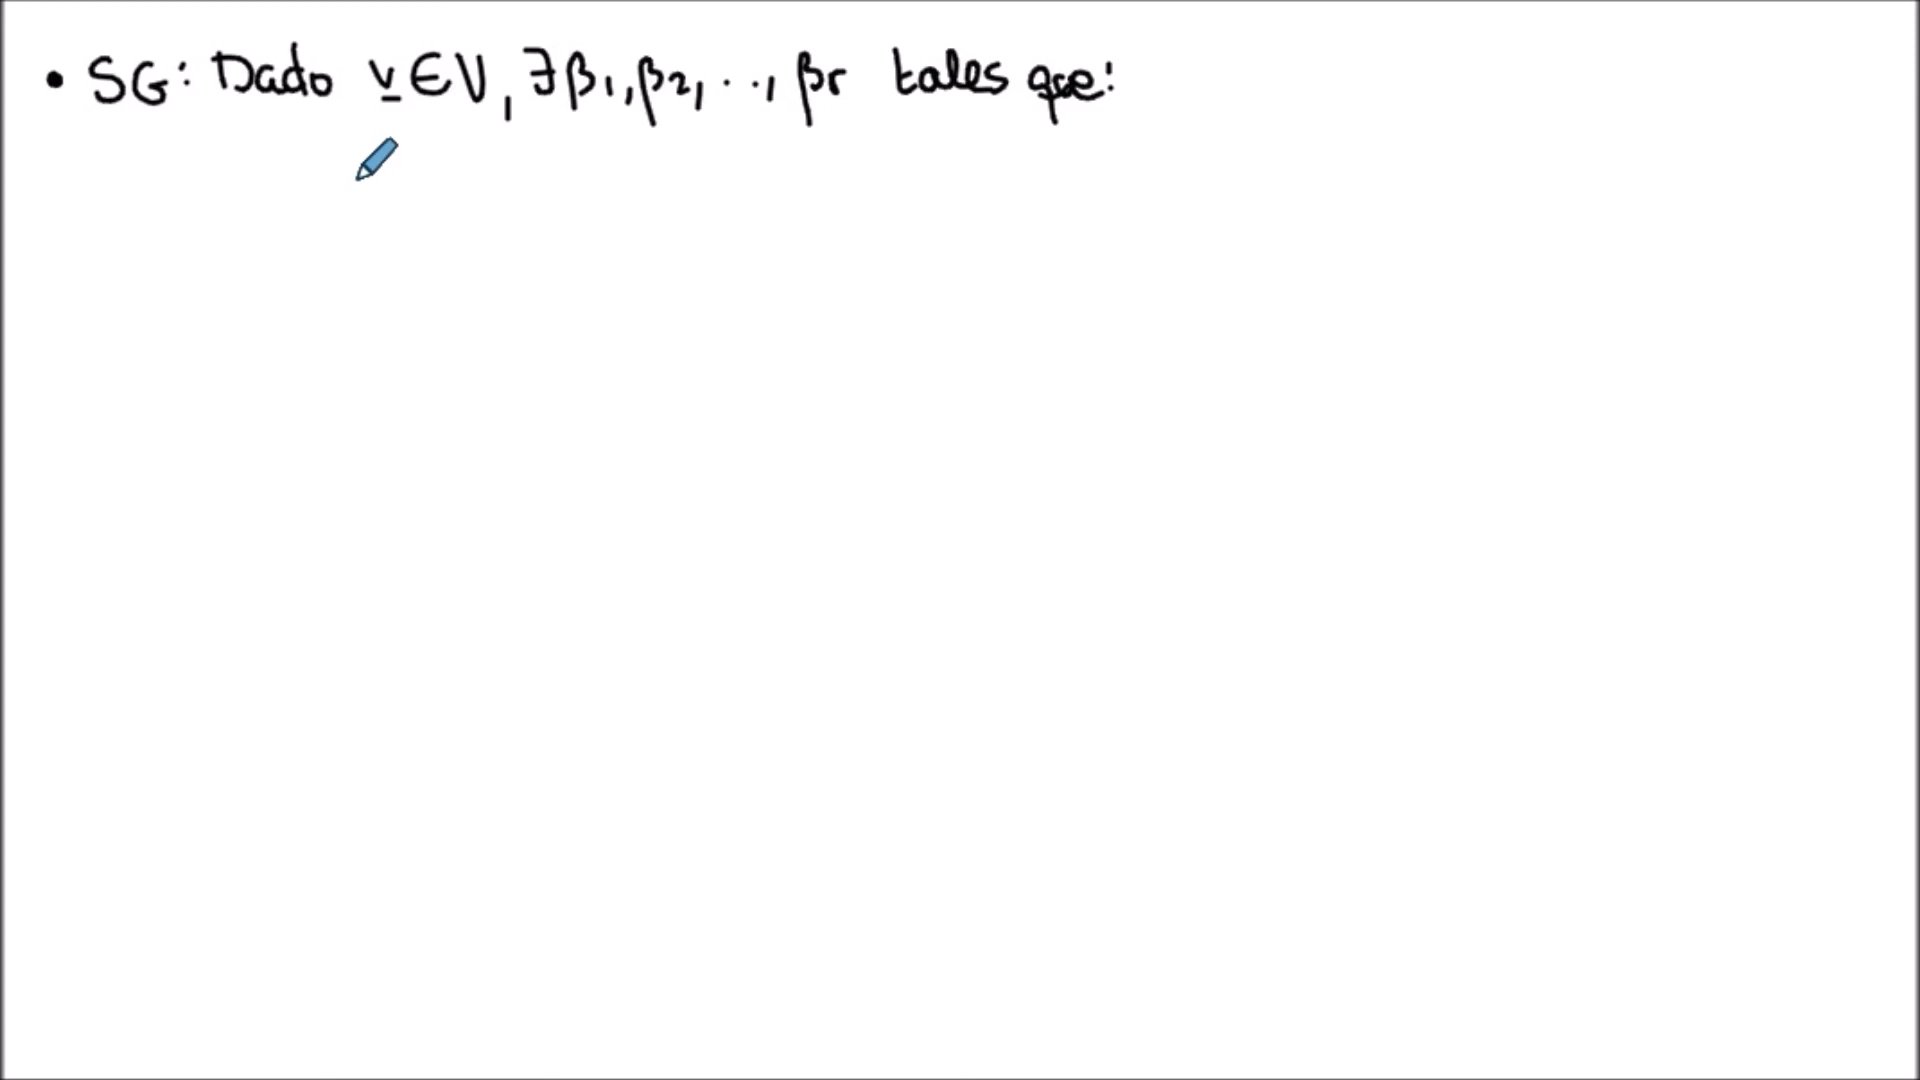 • SG: Dado v ∈ V, ∃ β1, β2, ..., βr tales que: